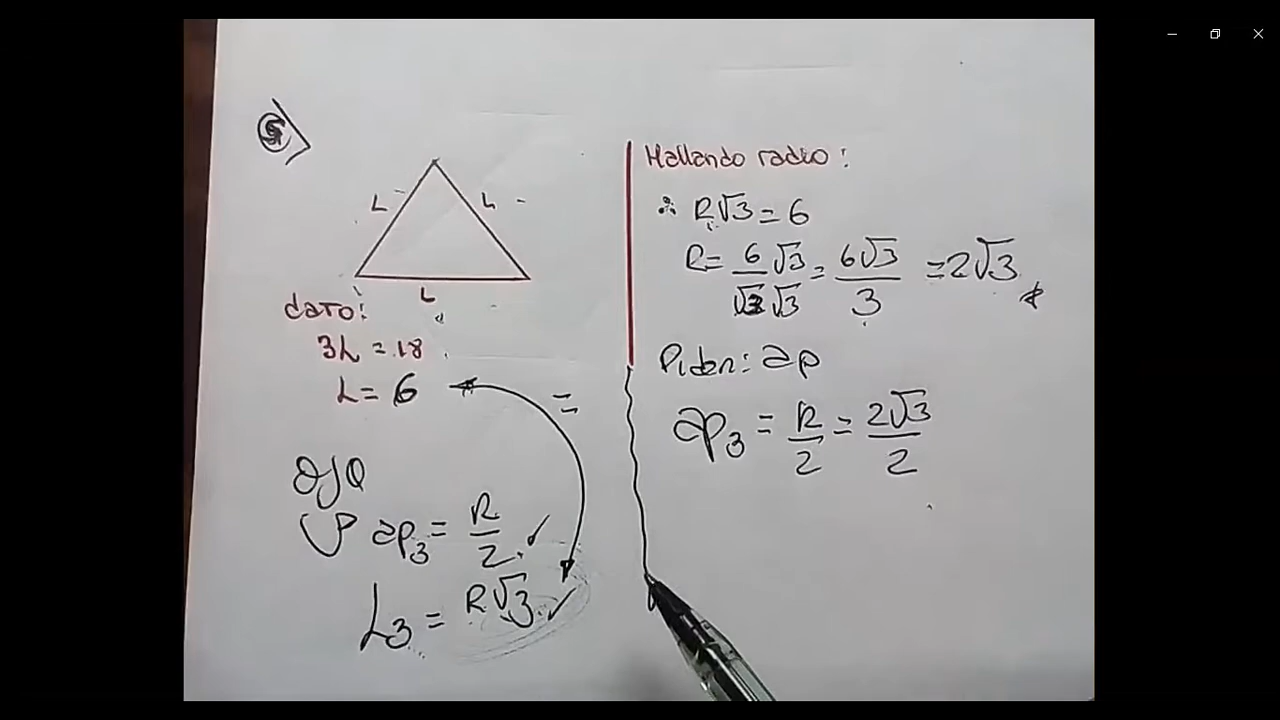 5)
L L
L
dato:
3L = 18
L = 6
=
OJO
ap₃ = R/2 ✓
L₃ = R√3 ✓
Hallando radio:
∴ R√3 = 6
R = 6√3/√3√3 = 6√3/3 = 2√3 *
Piden: ap
ap₃ = R/2 = 2√3/2